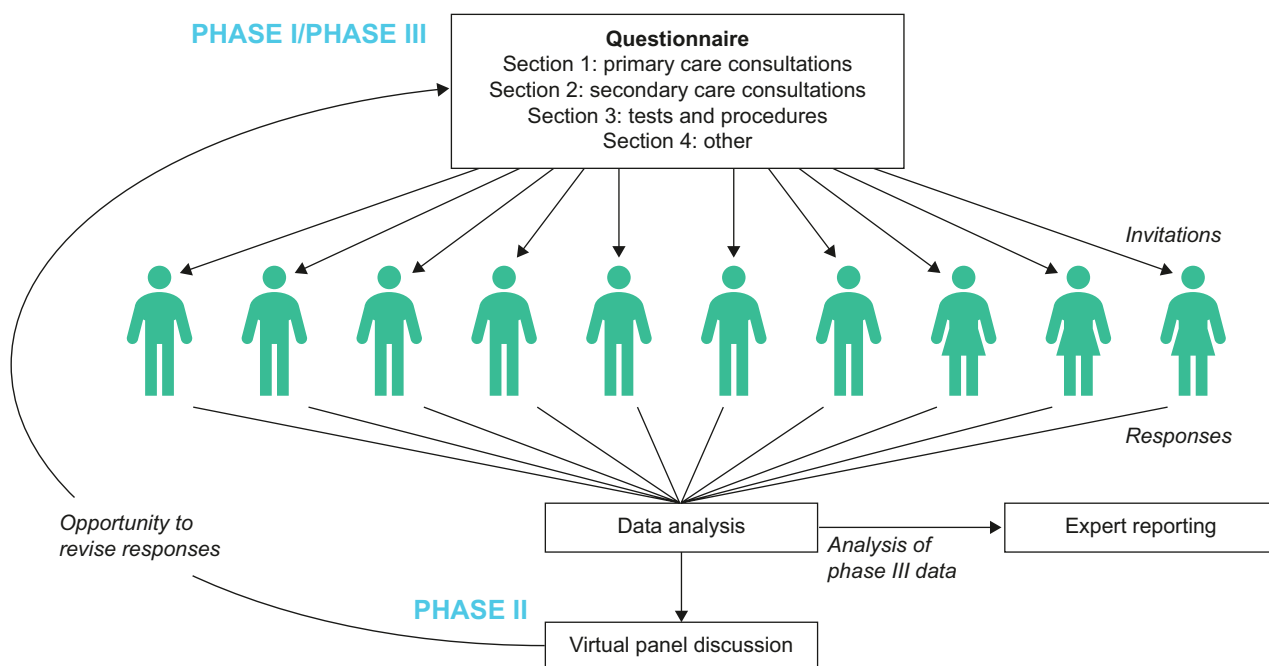 PHASE I/PHASE III
Questionnaire
Section 1: primary care consultations
Section 2: secondary care consultations
Section 3: tests and procedures
Section 4: other
Invitations
Responses
Opportunity to
revise responses
Data analysis
Expert reporting
Analysis of
phase III data
PHASE II
Virtual panel discussion